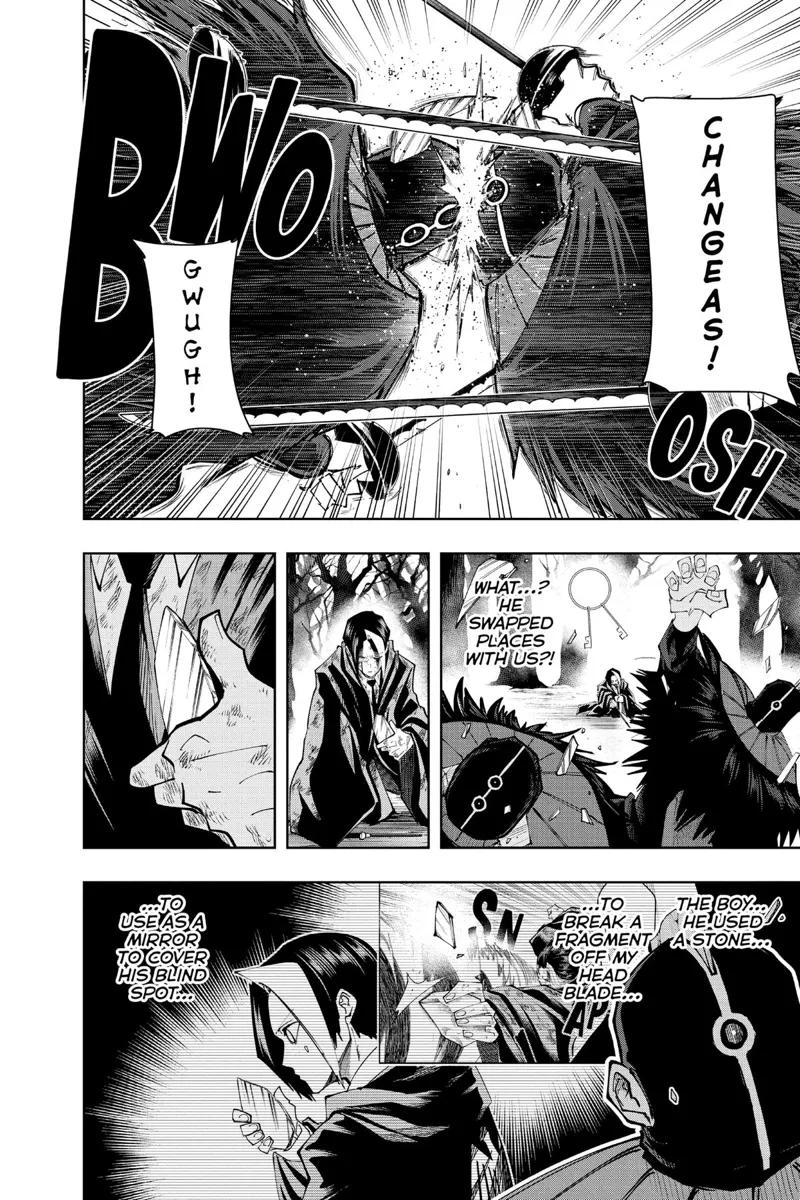 CHANGEAS!
BWO
OSH
GWUGH!
WHAT...?
HE
SWAPPED
PLACES
WITH US?!
THE BOY...
HE USED
A STONE...
...TO
BREAK A
FRAGMENT
OFF MY
HEAD
BLADE...
SN
AP
...TO
USE AS A
MIRROR
TO COVER
HIS BLIND
SPOT...